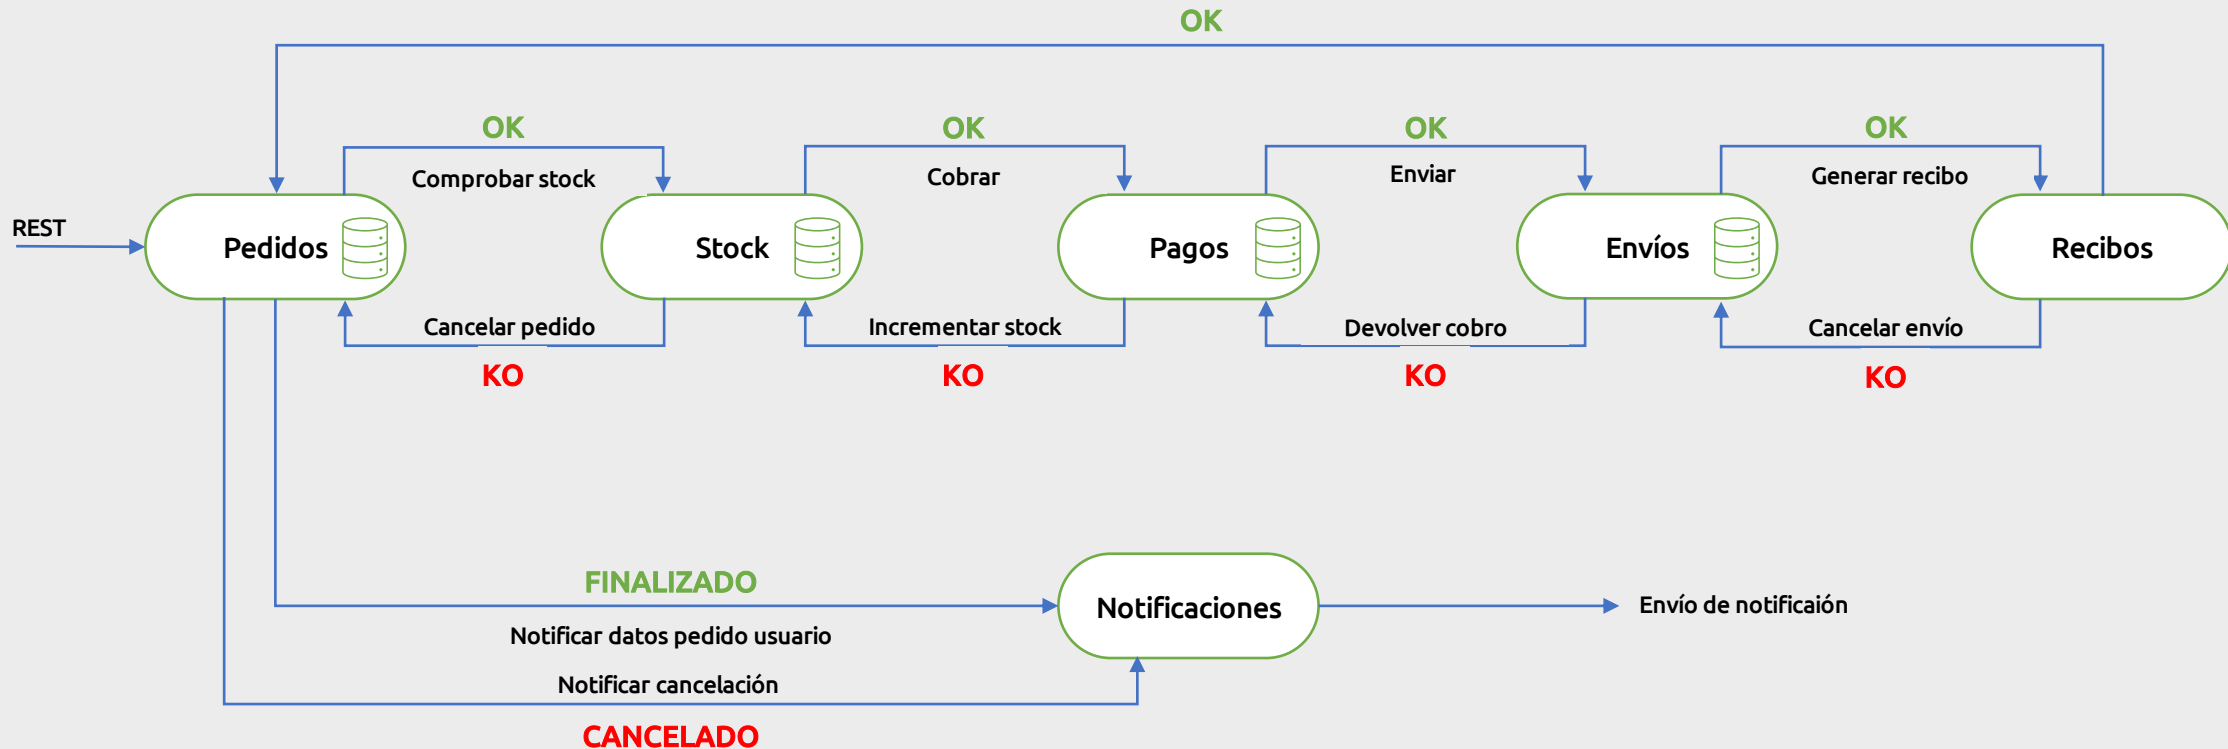 OK
OK
OK
OK
OK
Comprobar stock
Cobrar
Enviar
Generar recibo
REST
Pedidos
Stock
Pagos
Envíos
Recibos
Cancelar pedido
Incrementar stock
Devolver cobro
Cancelar envío
KO
KO
KO
KO
FINALIZADO
Notificaciones
Envío de notificaión
Notificar datos pedido usuario
Notificar cancelación
CANCELADO